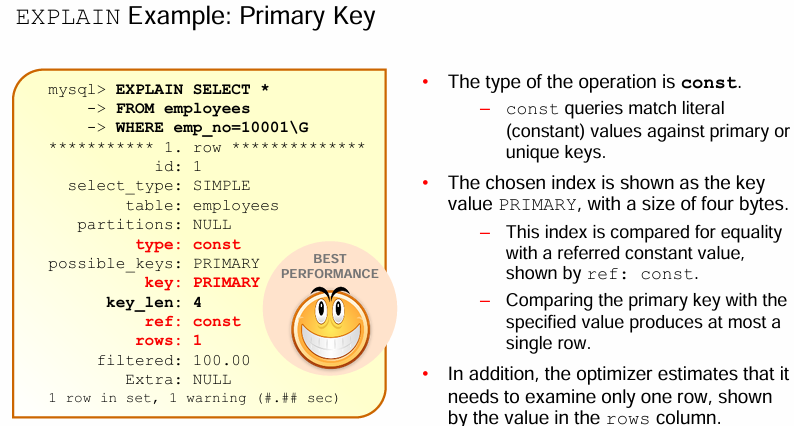 EXPLAIN Example: Primary Key
mysql> EXPLAIN SELECT *
-> FROM employees
-> WHERE emp_no=10001\G
*********** 1. row **************
id: 1
select_type: SIMPLE
table: employees
partitions: NULL
type: const
possible_keys: PRIMARY
key: PRIMARY
key_len: 4
ref: const
rows: 1
filtered: 100.00
Extra: NULL
1 row in set, 1 warning (#.## sec)
BEST
PERFORMANCE
• The type of the operation is const.
– const queries match literal
(constant) values against primary or
unique keys.
• The chosen index is shown as the key
value PRIMARY, with a size of four bytes.
– This index is compared for equality
with a referred constant value,
shown by ref: const.
– Comparing the primary key with the
specified value produces at most a
single row.
• In addition, the optimizer estimates that it
needs to examine only one row, shown
by the value in the rows column.